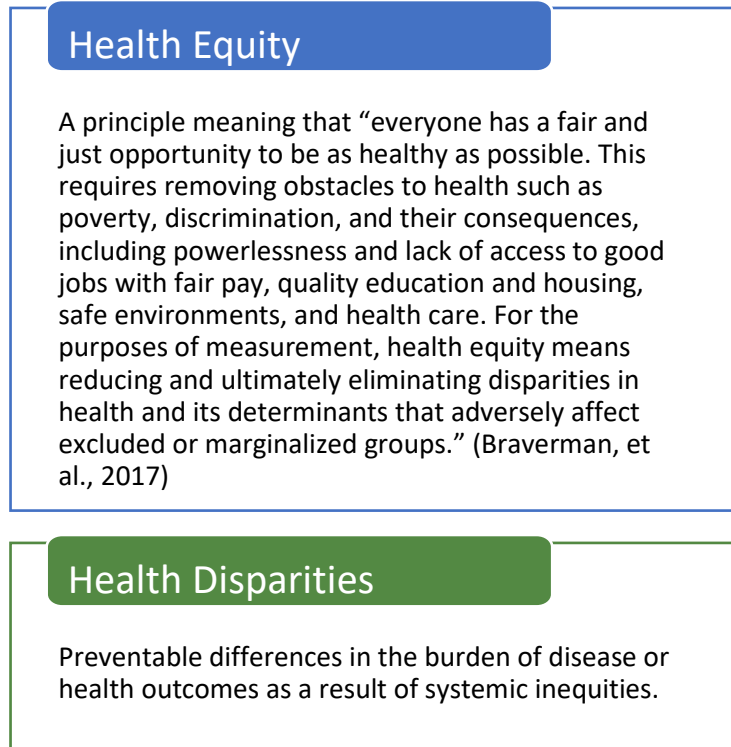 Health Equity
A principle meaning that “everyone has a fair and
just opportunity to be as healthy as possible. This
requires removing obstacles to health such as
poverty, discrimination, and their consequences,
including powerlessness and lack of access to good
jobs with fair pay, quality education and housing,
safe environments, and health care. For the
purposes of measurement, health equity means
reducing and ultimately eliminating disparities in
health and its determinants that adversely affect
excluded or marginalized groups.” (Braverman, et
al., 2017)
Health Disparities
Preventable differences in the burden of disease or
health outcomes as a result of systemic inequities.